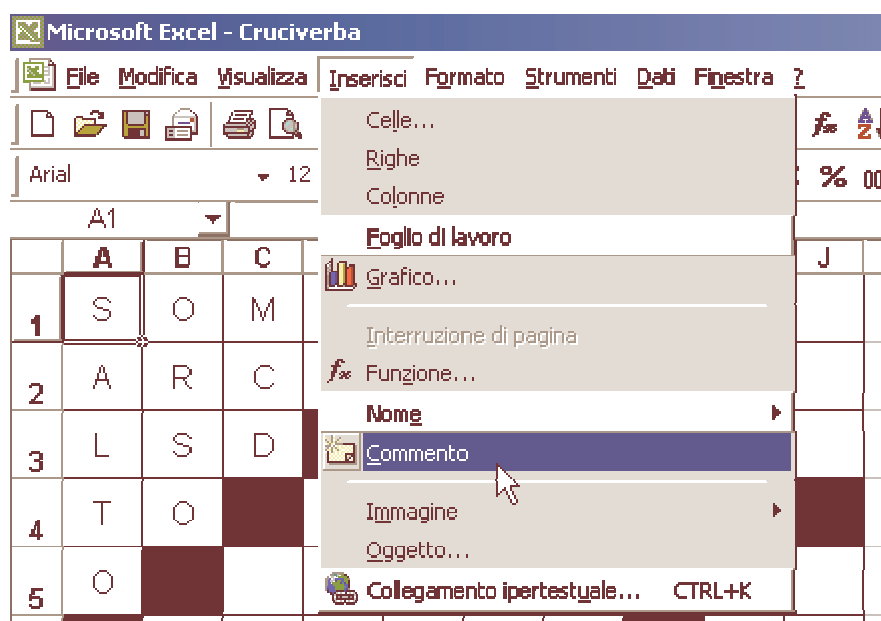 Microsoft Excel - Cruciverba
File Modifica Visualizza Inserisci Formato Strumenti Dati Finestra ?
Celle...
Arial 12 % 00
Righe
Colonne
A1
Foglio di lavoro
A B C J
Grafico...
1 S O M
Interruzione di pagina
2 A R C
Funzione...
Nome
3 L S D
Commento
4 T O
Immagine
Oggetto...
5 O
Collegamento ipertestuale... CTRL+K